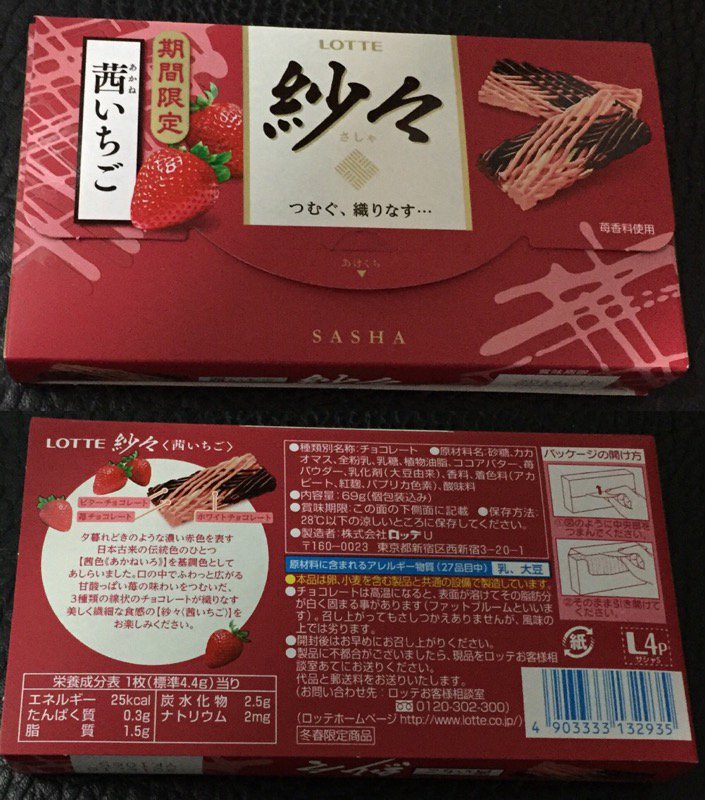 期間限定
茜いちご
あかね
LOTTE
紗々
さしゃ
つむぐ、織りなす…
苺香料使用
あけくち
SASHA
LOTTE 紗々〈茜いちご〉
ビターチョコレート
苺チョコレート
ホワイトチョコレート
夕暮れどきのような濃い赤色を表す
日本古来の伝統色のひとつ
【茜色《あかねいろ》】を基調色として
あしらいました。口の中でふわっと広がる
甘酸っぱい苺の味わいをつむいだ、
3種類の線状のチョコレートが織りなす
美しく繊細な食感の【紗々〈茜いちご〉】を
お楽しみください。
栄養成分表 1枚(標準4.4g)当り
エネルギー 25kcal 炭水化物 2.5g
たんぱく質 0.3g ナトリウム 2mg
脂質 1.5g
●種類別名称:チョコレート ●原材料名:砂糖、カカ
オマス、全粉乳、乳糖、植物油脂、ココアバター、苺
パウダー、乳化剤(大豆由来)、香料、着色料(アカ
ビート、紅麹、パプリカ色素)、酸味料
●内容量:69g(個包装込み)
●賞味期限:この面の下側面に記載 ●保存方法:
28℃以下の涼しいところに保存してください。
●製造者:株式会社ロッテU
〒160-0023 東京都新宿区西新宿3-20-1
原材料に含まれるアレルギー物質(27品目中) 乳、大豆
●本品は卵、小麦を含む製品と共通の設備で製造しています。
●チョコレートは高温になると、表面が溶けてその脂肪分
が白く固まる事があります(ファットブルームといいま
す)。召し上がってもさしつかえありませんが、風味の
上では劣ります。
●開封後はお早めにお召し上がりください。
●製品に不都合がございましたら、現品をロッテお客様相
談室あてにお送りください。
代品と郵送料をお送りいたします。
(お問い合わせ先:ロッテお客様相談室
0120-302-300)
(ロッテホームページ http://www.lotte.co.jp/)
冬春限定商品
パッケージの開け方
①図のように中央部を
つまんでください。
②そのまま引き開けて
ください。
紙
L4P
4 903333 132935